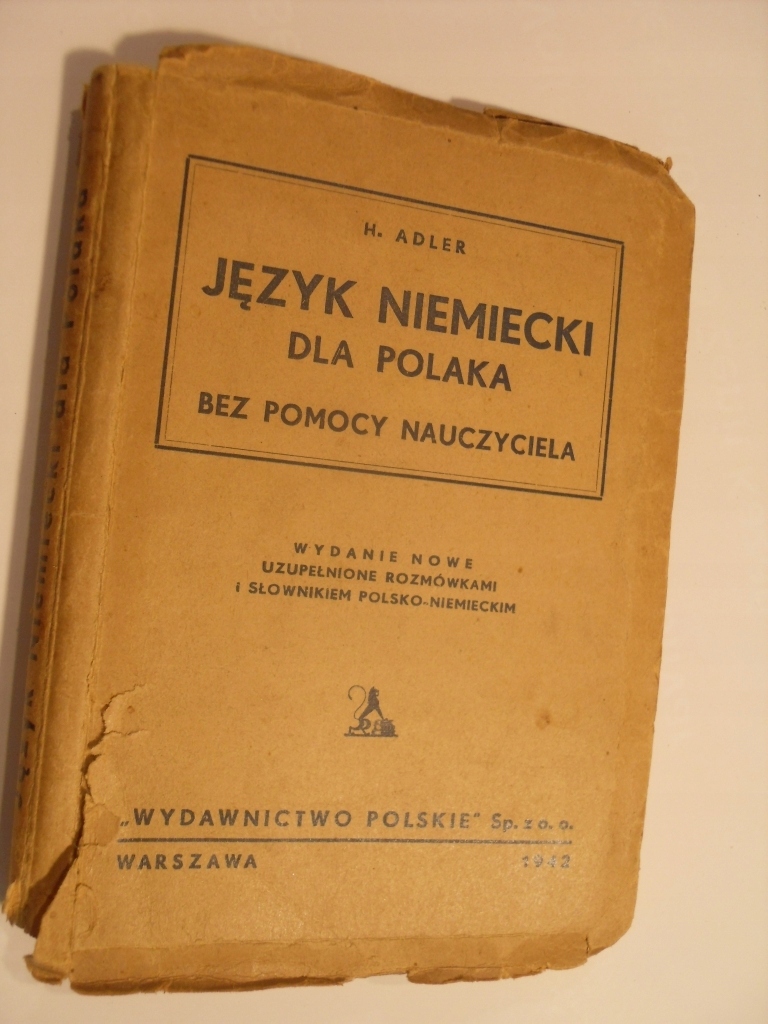 H. ADLER
JĘZYK NIEMIECKI
DLA POLAKA
BEZ POMOCY NAUCZYCIELA
WYDANIE NOWE
UZUPEŁNIONE ROZMÓWKAMI
i SŁOWNIKIEM POLSKO-NIEMIECKIM
„WYDAWNICTWO POLSKIE" Sp. z o. o.
WARSZAWA 1942